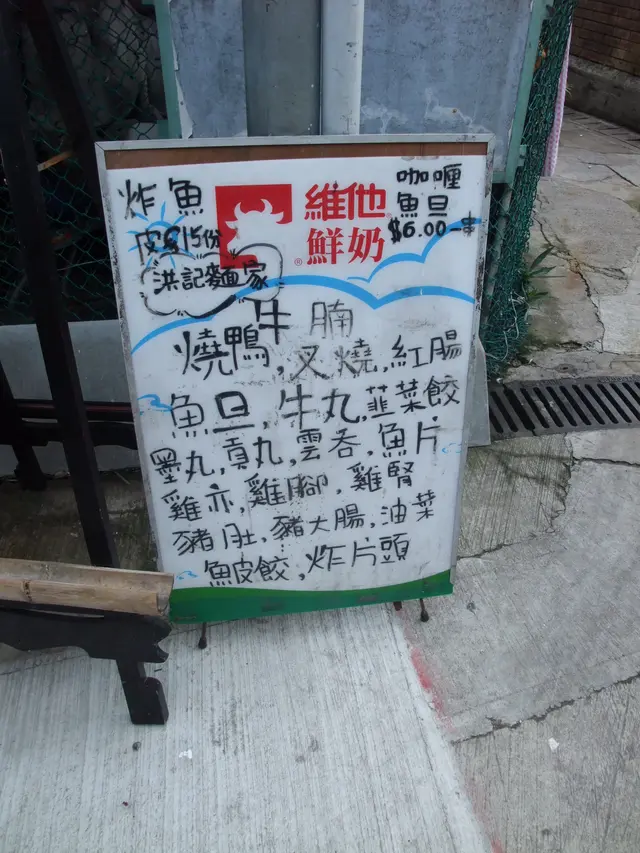 炸魚
皮$15份
洪記麵家
維他
鮮奶
®
咖喱
魚旦
$6.00一串
牛腩
燒鴨,叉燒,紅腸
魚旦,牛丸,韮菜餃
墨丸,貢丸,雲吞,魚片
雞亦,雞腳,雞腎
豬肚,豬大腸,油菜
魚皮餃,炸片頭